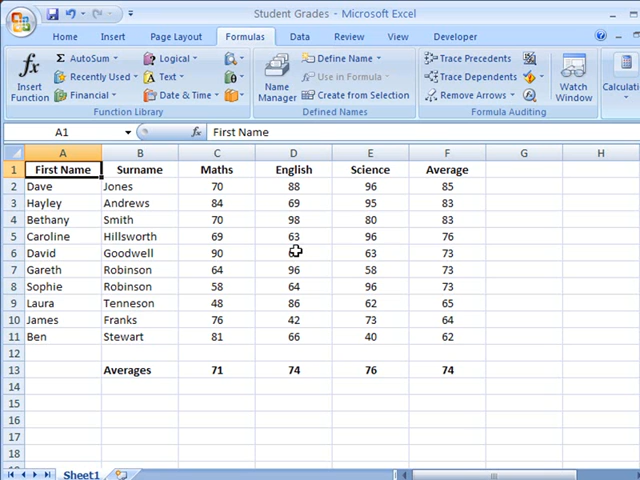 Student Grades - Microsoft Excel
Home Insert Page Layout Formulas Data Review View Developer
fx AutoSum Logical Define Name Trace Precedents
Insert Function Recently Used Text Name Manager Use in Formula Trace Dependents Watch Window
Financial Date & Time Create from Selection Remove Arrows
Function Library Defined Names Formula Auditing
A1 fx First Name
A B C D E F G H
1 First Name Surname Maths English Science Average
2 Dave Jones 70 88 96 85
3 Hayley Andrews 84 69 95 83
4 Bethany Smith 70 98 80 83
5 Caroline Hillsworth 69 63 96 76
6 David Goodwell 90 63 73
7 Gareth Robinson 64 96 58 73
8 Sophie Robinson 58 64 96 73
9 Laura Tenneson 48 86 62 65
10 James Franks 76 42 73 64
11 Ben Stewart 81 66 40 62
12
13 Averages 71 74 76 74
14
15
16
17
18
Sheet1